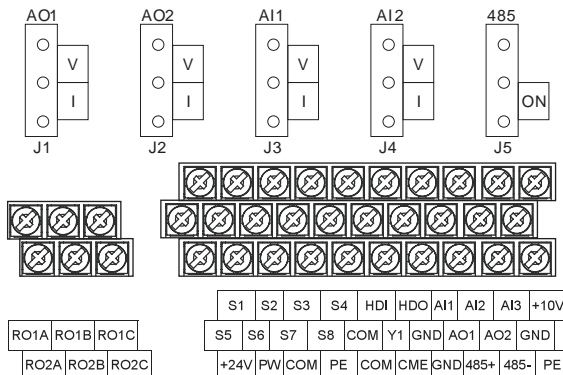 AO1 AO2 AI1 AI2 485
V V V V
I I I I ON
J1 J2 J3 J4 J5
S1 S2 S3 S4 HDI HDO AI1 AI2 AI3 +10V
RO1A RO1B RO1C S5 S6 S7 S8 COM Y1 GND AO1 AO2 GND
RO2A RO2B RO2C +24V PW COM PE COM CME GND 485+ 485- PE